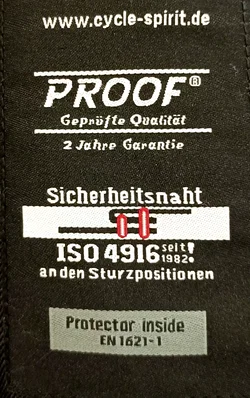 www.cycle-spirit.de
PROOF®
Geprüfte Qualität
2 Jahre Garantie
Sicherheitsnaht
ISO 4916 seit 1982!
an den Sturzpositionen
Protector inside
EN 1621-1